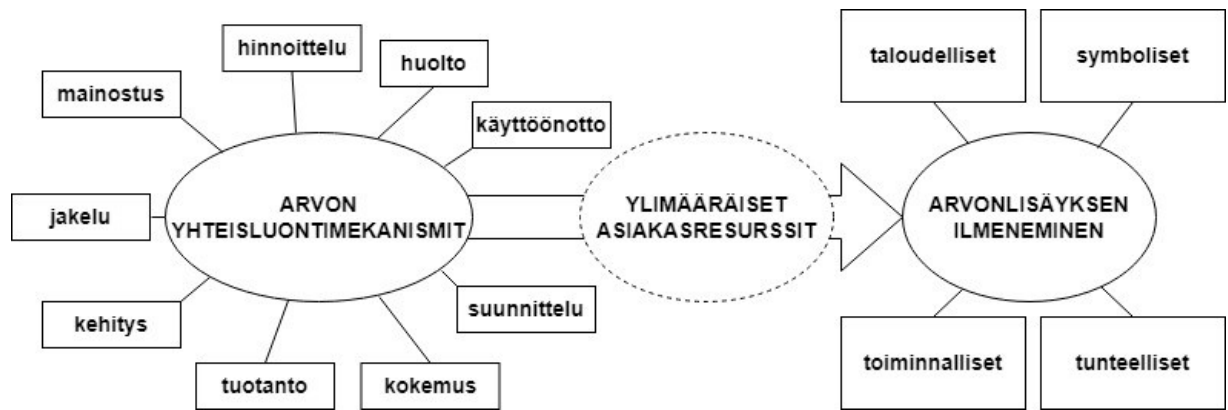 hinnoittelu
huolto
mainostus
käyttöönotto
jakelu
ARVON
YHTEISLUONTIMEKANISMIT
kehitys
suunnittelu
tuotanto
kokemus
YLIMÄÄRÄISET
ASIAKASRESURSSIT
taloudelliset
symboliset
ARVONLISÄYKSEN
ILMENEMINEN
toiminnalliset
tunteelliset